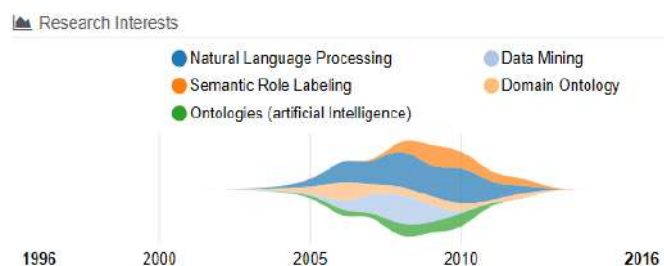 Research Interests
Natural Language Processing
Data Mining
Semantic Role Labeling
Domain Ontology
Ontologies (artificial Intelligence)
1996 2000 2005 2010 2016